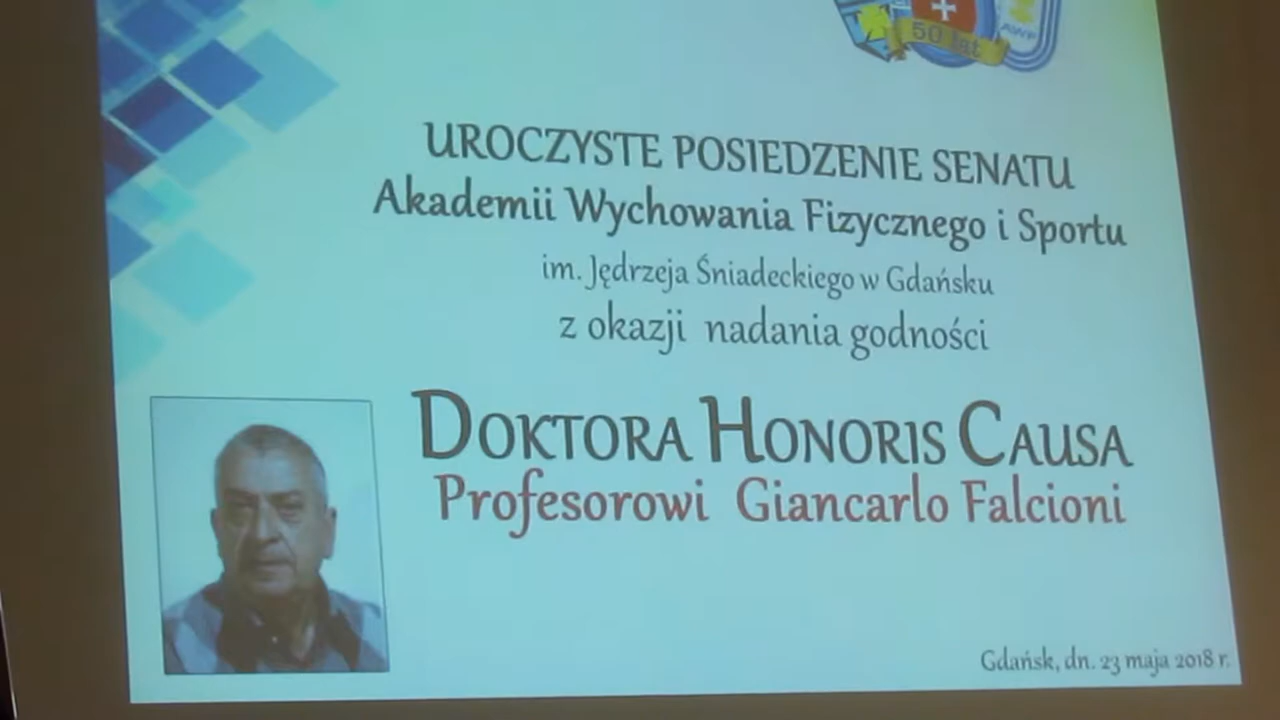 50 lat
AWF
UROCZYSTE POSIEDZENIE SENATU
Akademii Wychowania Fizycznego i Sportu
im. Jędrzeja Śniadeckiego w Gdańsku
z okazji nadania godności
DOKTORA HONORIS CAUSA
Profesorowi Giancarlo Falcioni
Gdańsk, dn. 23 maja 2018 r.